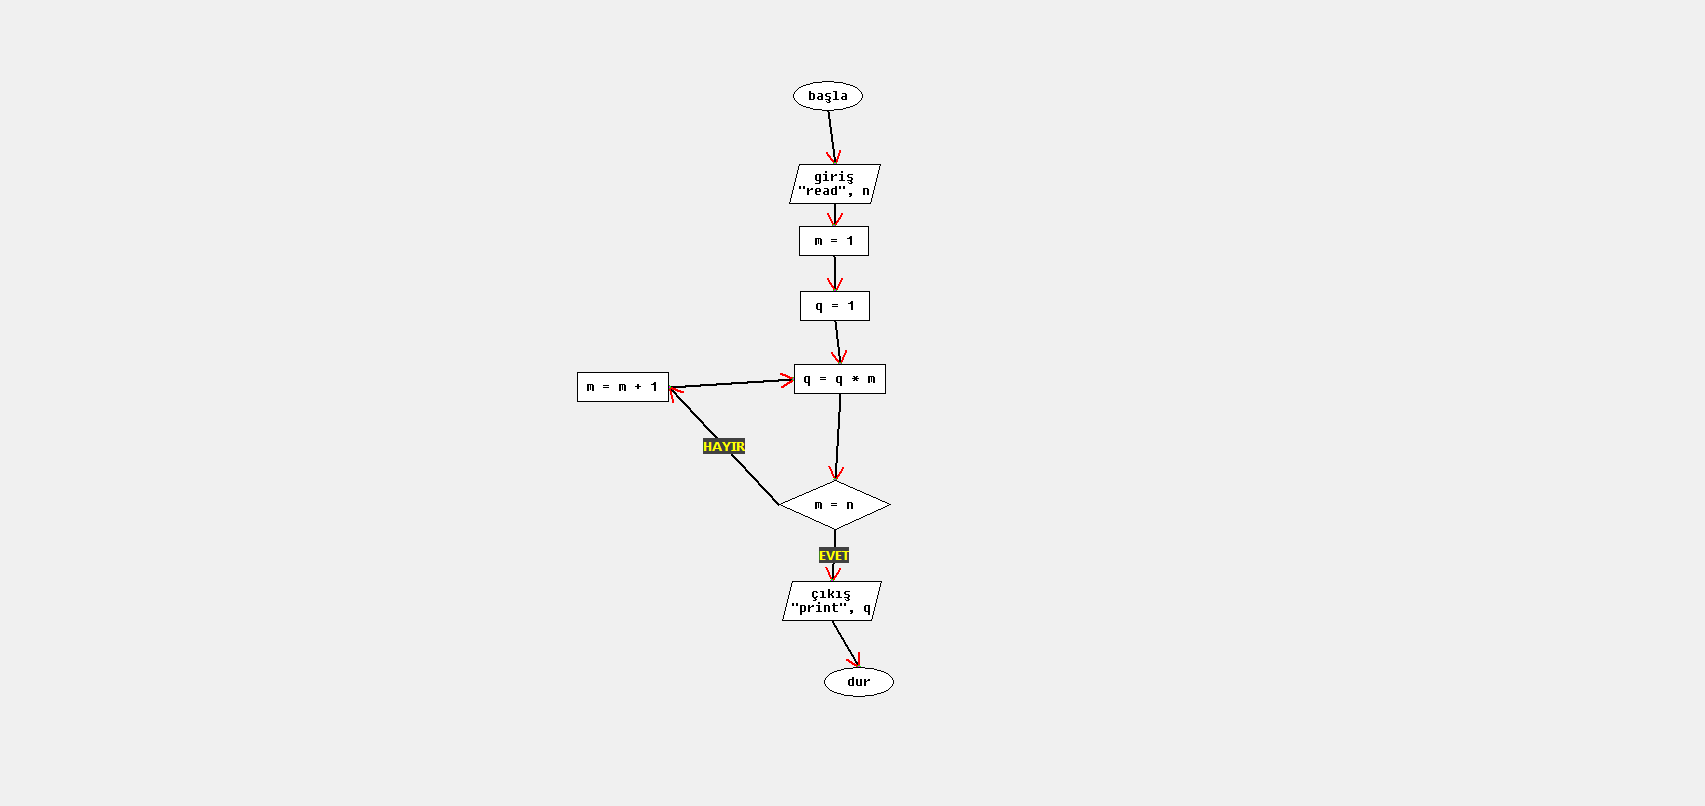 başla
giriş
"read", n
m = 1
q = 1
m = m + 1
q = q * m
HAYIR
m = n
EVET
çıkış
"print", q
dur